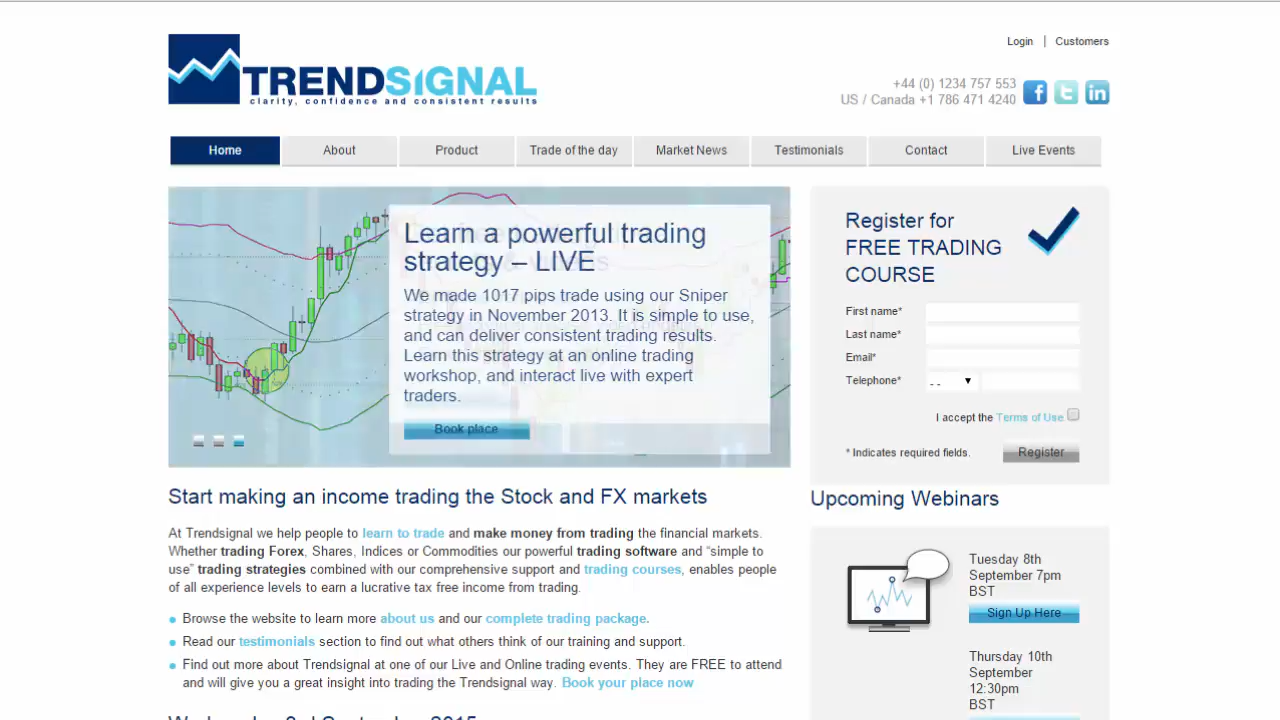 Login | Customers
TRENDSIGNAL
clarity, confidence and consistent results
+44 (0) 1234 757 553
US / Canada +1 786 471 4240
Home
About
Product
Trade of the day
Market News
Testimonials
Contact
Live Events
Learn a powerful trading
strategy – LIVE
We made 1017 pips trade using our Sniper
strategy in November 2013. It is simple to use,
and can deliver consistent trading results.
Learn this strategy at an online trading
workshop, and interact live with expert
traders.
Book place
Register for
FREE TRADING
COURSE
First name*
Last name*
Email*
Telephone*
- -
I accept the Terms of Use
* Indicates required fields.
Register
Start making an income trading the Stock and FX markets
At Trendsignal we help people to learn to trade and make money from trading the financial markets.
Whether trading Forex, Shares, Indices or Commodities our powerful trading software and “simple to
use” trading strategies combined with our comprehensive support and trading courses, enables people
of all experience levels to earn a lucrative tax free income from trading.
Browse the website to learn more about us and our complete trading package.
Read our testimonials section to find out what others think of our training and support.
Find out more about Trendsignal at one of our Live and Online trading events. They are FREE to attend
and will give you a great insight into trading the Trendsignal way. Book your place now
Wednesday 2nd September 2015
Upcoming Webinars
Tuesday 8th
September 7pm
BST
Sign Up Here
Thursday 10th
September
12:30pm
BST